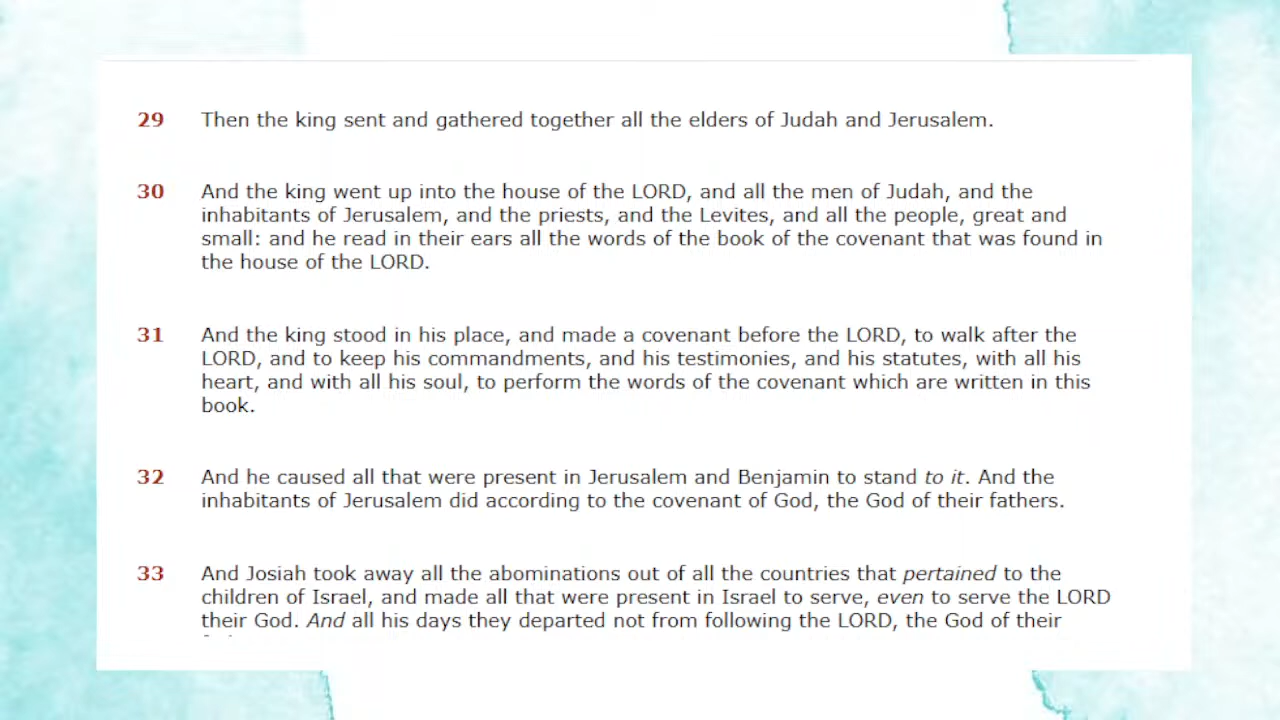 29 Then the king sent and gathered together all the elders of Judah and Jerusalem.
30 And the king went up into the house of the LORD, and all the men of Judah, and the
inhabitants of Jerusalem, and the priests, and the Levites, and all the people, great and
small: and he read in their ears all the words of the book of the covenant that was found in
the house of the LORD.
31 And the king stood in his place, and made a covenant before the LORD, to walk after the
LORD, and to keep his commandments, and his testimonies, and his statutes, with all his
heart, and with all his soul, to perform the words of the covenant which are written in this
book.
32 And he caused all that were present in Jerusalem and Benjamin to stand to it. And the
inhabitants of Jerusalem did according to the covenant of God, the God of their fathers.
33 And Josiah took away all the abominations out of all the countries that pertained to the
children of Israel, and made all that were present in Israel to serve, even to serve the LORD
their God. And all his days they departed not from following the LORD, the God of their